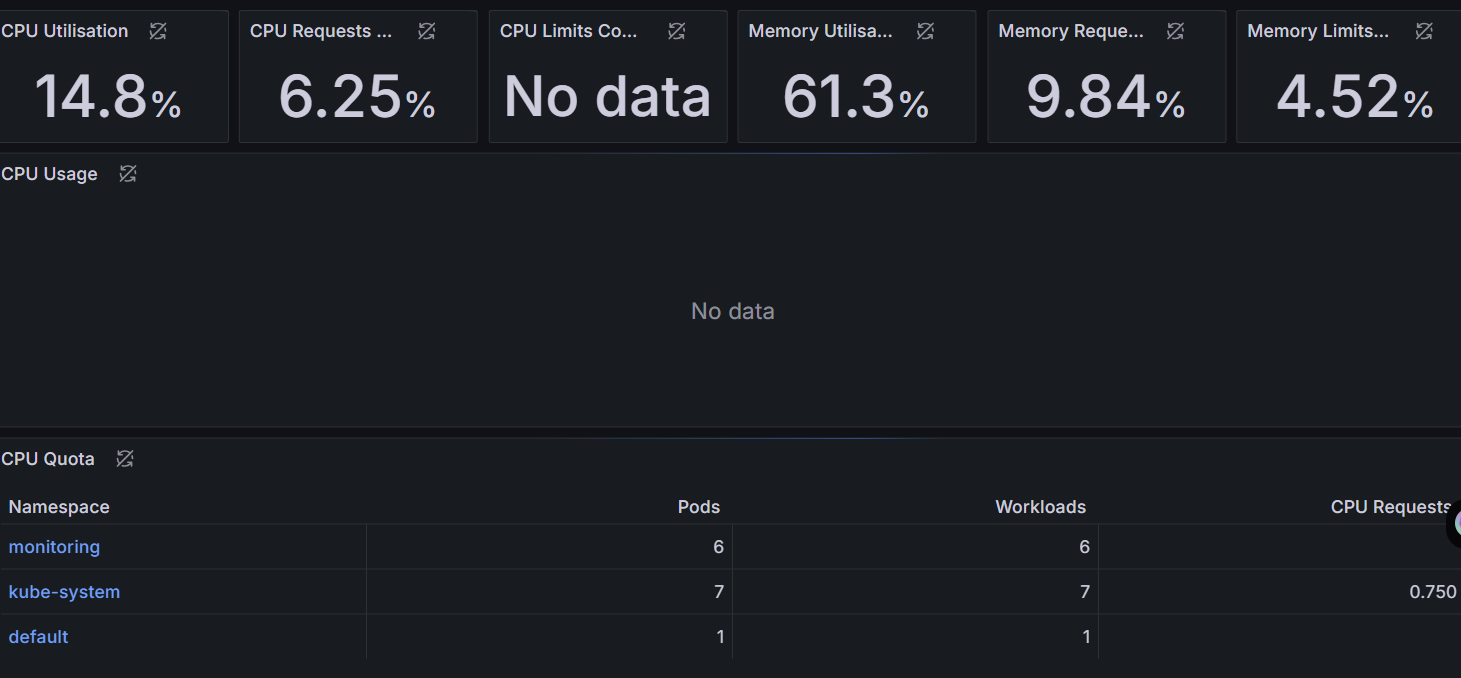 CPU Utilisation CPU Requests ... CPU Limits Co... Memory Utilisa... Memory Reque... Memory Limits...
14.8% 6.25% No data 61.3% 9.84% 4.52%
CPU Usage
No data
CPU Quota
Namespace Pods Workloads CPU Requests
monitoring 6 6
kube-system 7 7 0.750
default 1 1